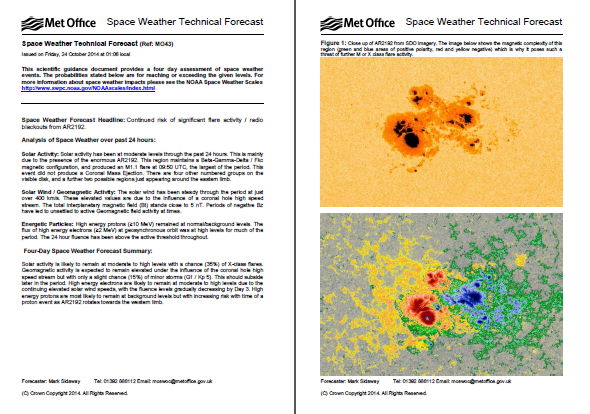 Met Office Space Weather Technical Forecast
Space Weather Technical Forecast (Ref: MO43)
Issued on Friday, 24 October 2014 at 01:06 local
This scientific guidance document provides a four day assessment of space weather
events. The probabilities stated below are for reaching or exceeding the given levels. For
more information about space weather impacts please see the NOAA Space Weather Scales
http://www.swpc.noaa.gov/NOAAscales/index.html
Space Weather Forecast Headline: Continued risk of significant flare activity / radio
blackouts from AR2192.
Analysis of Space Weather over past 24 hours:
Solar Activity: Solar activity has been at moderate levels through the past 24 hours. This is mainly
due to the presence of the enormous AR2192. This region maintains a Beta-Gamma-Delta / Fkc
magnetic configuration, and produced an M1.1 flare at 09:50 UTC, the largest of the period. This
event did not produce a Coronal Mass Ejection. There are four other numbered groups on the
visible disk, and a further two possible regions just appearing around the eastern limb.
Solar Wind / Geomagnetic Activity: The solar wind has been steady through the period at just
over 400 km/s. These elevated values are due to the influence of a coronal hole high speed
stream. The total interplanetary magnetic field (Bt) stands close to 5 nT. Periods of negative Bz
have led to unsettled to active Geomagnetic field activity at times.
Energetic Particles: High energy protons (≥10 MeV) remained at normal/background levels. The
flux of high energy electrons (≥2 MeV) at geosynchronous orbit was at high levels for much of the
period. The 24 hour fluence has been above the active threshold throughout.
Four-Day Space Weather Forecast Summary:
Solar activity is likely to remain at moderate to high levels with a chance (35%) of X-class flares.
Geomagnetic activity is expected to remain elevated under the influence of the coronal hole high
speed stream but with only a slight chance (15%) of minor storms (G1 / Kp 5). This should subside
later in the period. High energy electrons are likely to remain at moderate to high levels due to the
continuing elevated solar wind speeds, with the fluence levels gradually decreasing by Day 3. High
energy protons are most likely to remain at background levels but with increasing risk with time of a
proton event as AR2192 rotates towards the western limb.
Forecaster: Mark Sidaway Tel: 01392 886112 Email: moswoc@metoffice.gov.uk
(C) Crown Copyright 2014. All Rights Reserved.
Met Office Space Weather Technical Forecast
Figure 1: Close up of AR2192 from SDO imagery. The image below shows the magnetic complexity of this
region (green and blue areas of positive polarity, red and yellow negative) which is why it poses such a
threat of further M or X class flare activity.
Forecaster: Mark Sidaway Tel: 01392 886112 Email: moswoc@metoffice.gov.uk
(C) Crown Copyright 2014. All Rights Reserved.